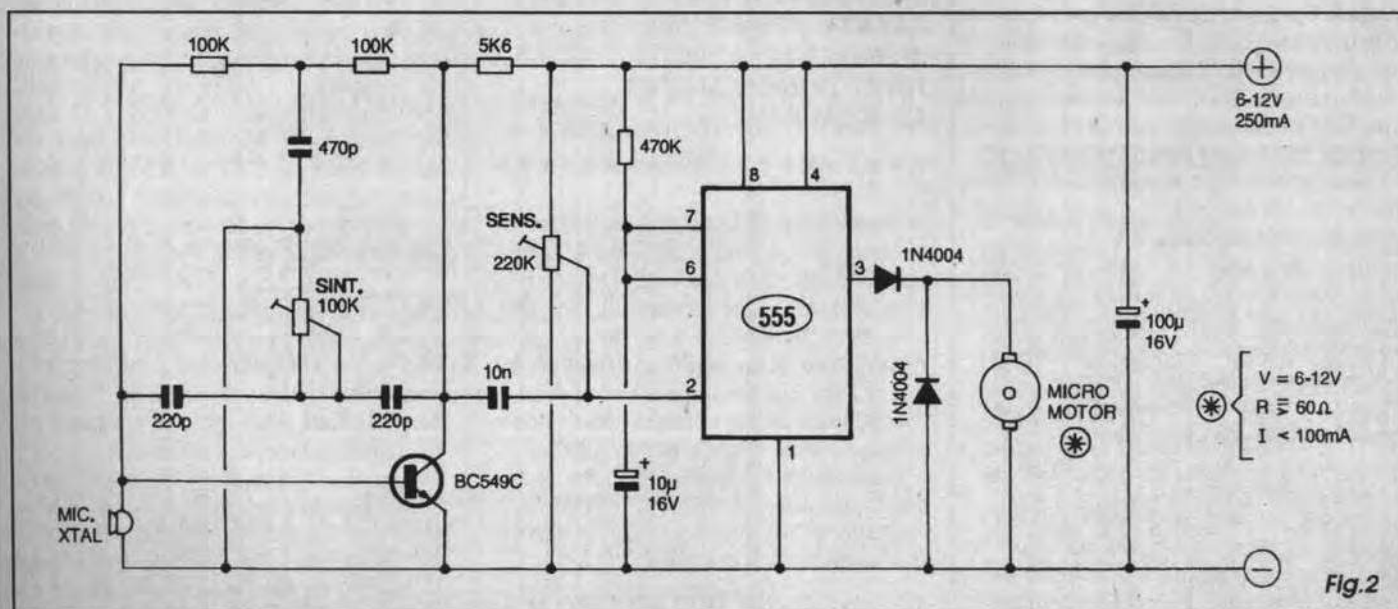 100K
100K
5K6
6-12V
250mA
470p
470K
8
4
7
SENS.
220K
6
3
1N4004
SINT.
100K
555
100µ
16V
10n
2
220p
220p
1N4004
MICRO
MOTOR
V = 6-12V
R ≧ 60Ω
I < 100mA
1
BC549C
10µ
16V
MIC.
XTAL
Fig.2